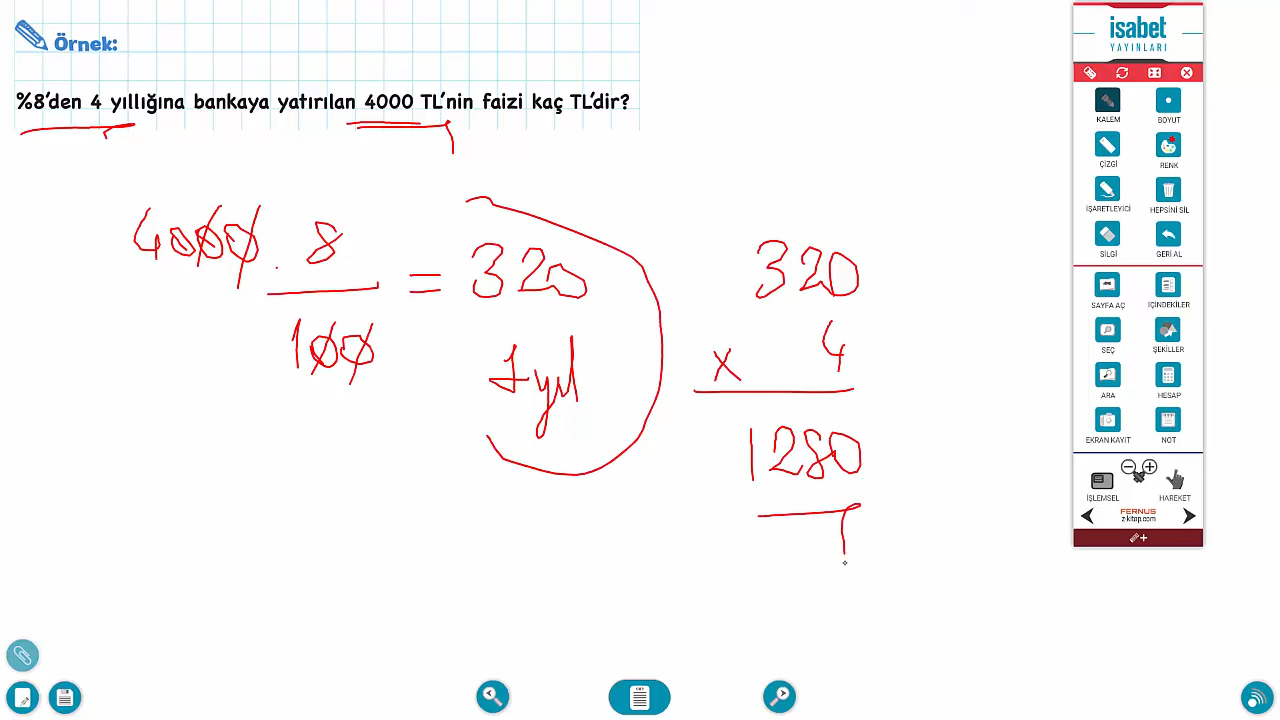 Örnek:
%8'den 4 yıllığına bankaya yatırılan 4000 TL'nin faizi kaç TL'dir?
4000 . 8
100
= 320
1 yıl
320
x 4
1280
isabet
YAYINLARI
KALEM
BOYUT
ÇİZGİ
RENK
İŞARETLEYİCİ
HEPSİNİ SİL
SİLGİ
GERİ AL
SAYFA AÇ
İÇİNDEKİLER
SEÇ
ŞEKİLLER
ARA
HESAP
EKRAN KAYIT
NOT
İŞLEMSEL
HAREKET
FERNUS
z-kitap.com